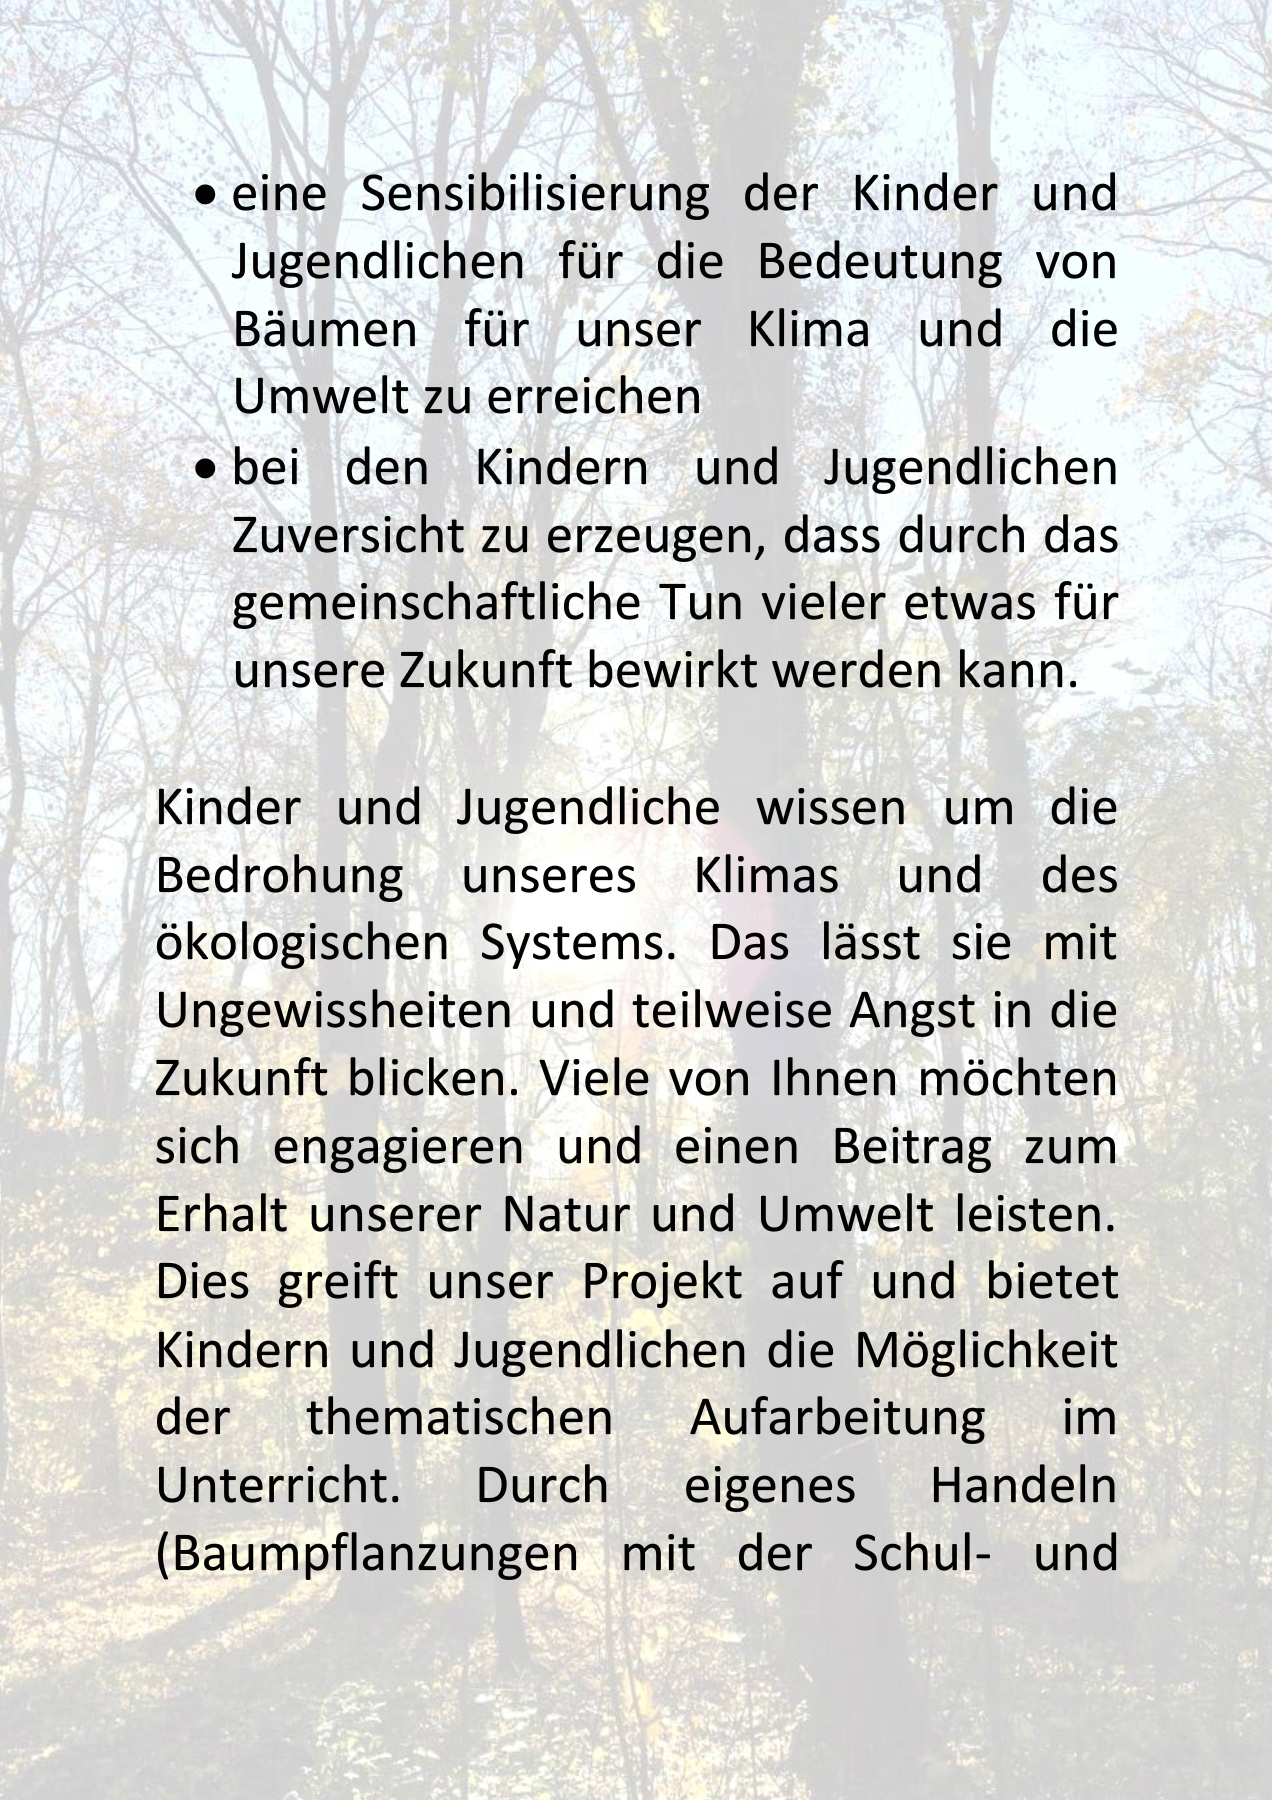 • eine Sensibilisierung der Kinder und
Jugendlichen für die Bedeutung von
Bäumen für unser Klima und die
Umwelt zu erreichen
• bei den Kindern und Jugendlichen
Zuversicht zu erzeugen, dass durch das
gemeinschaftliche Tun vieler etwas für
unsere Zukunft bewirkt werden kann.
Kinder und Jugendliche wissen um die
Bedrohung unseres Klimas und des
ökologischen Systems. Das lässt sie mit
Ungewissheiten und teilweise Angst in die
Zukunft blicken. Viele von Ihnen möchten
sich engagieren und einen Beitrag zum
Erhalt unserer Natur und Umwelt leisten.
Dies greift unser Projekt auf und bietet
Kindern und Jugendlichen die Möglichkeit
der thematischen Aufarbeitung im
Unterricht. Durch eigenes Handeln
(Baumpflanzungen mit der Schul- und